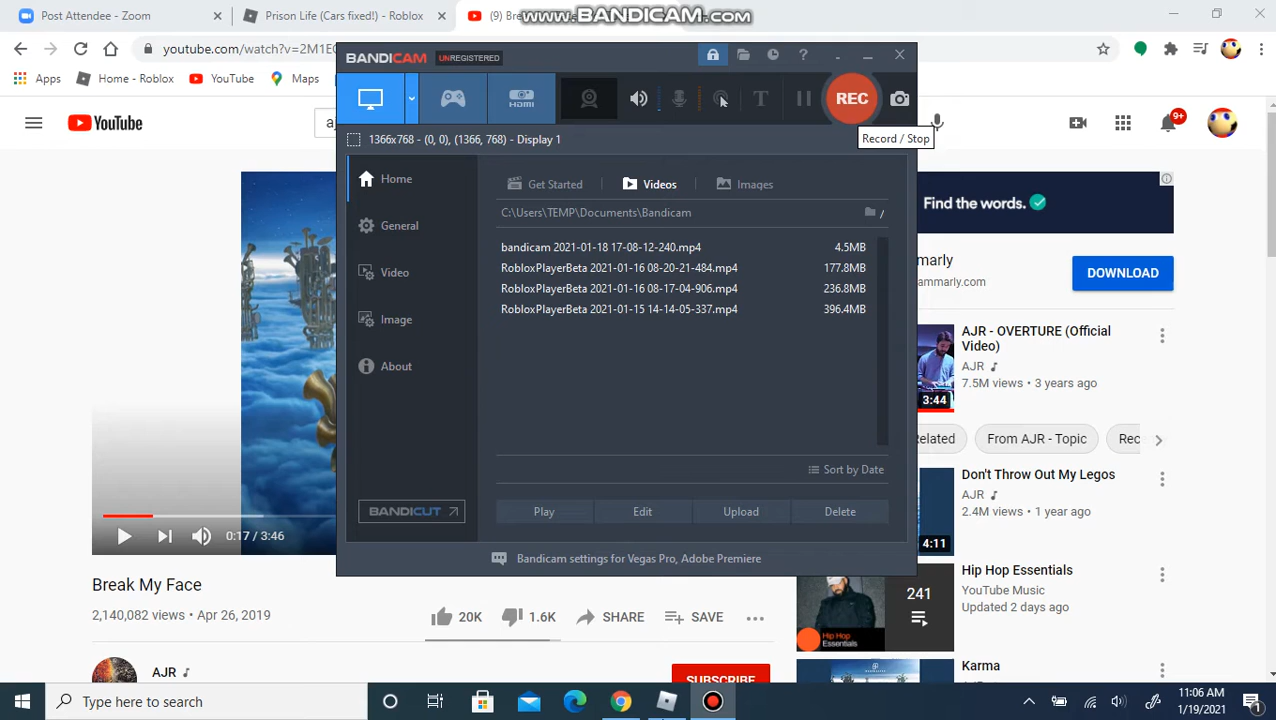 Post Attendee - Zoom
Prison Life (Cars fixed!) - Roblox
www.BANDICAM.com
youtube.com/watch?v=2M1E
Apps
Home - Roblox
YouTube
Maps
BANDICAM UNREGISTERED
HDMI
T
REC
1366x768 - (0, 0), (1366, 768) - Display 1
Record / Stop
YouTube
9+
Home
General
Video
Image
About
BANDICUT
Get Started
Videos
Images
C:\Users\TEMP\Documents\Bandicam
/
bandicam 2021-01-18 17-08-12-240.mp4 4.5MB
RobloxPlayerBeta 2021-01-16 08-20-21-484.mp4 177.8MB
RobloxPlayerBeta 2021-01-16 08-17-04-906.mp4 236.8MB
RobloxPlayerBeta 2021-01-15 14-14-05-337.mp4 396.4MB
Sort by Date
Play
Edit
Upload
Delete
Bandicam settings for Vegas Pro, Adobe Premiere
Find the words.
marly
ammarly.com
DOWNLOAD
AJR - OVERTURE (Official
Video)
AJR
7.5M views • 3 years ago
3:44
Related
From AJR - Topic
Rec
Don't Throw Out My Legos
AJR
2.4M views • 1 year ago
4:11
Hip Hop Essentials
YouTube Music
Updated 2 days ago
241
Hip Hop
Essentials
Karma
0:17 / 3:46
Break My Face
2,140,082 views • Apr 26, 2019
20K
1.6K
SHARE
SAVE
AJR
SUBSCRIBE
Type here to search
11:06 AM
1/19/2021
1